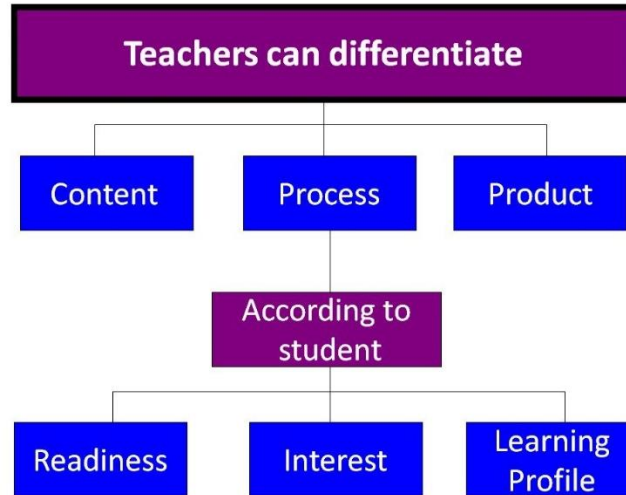 Teachers can differentiate
Content
Process
Product
According to
student
Readiness
Interest
Learning
Profile